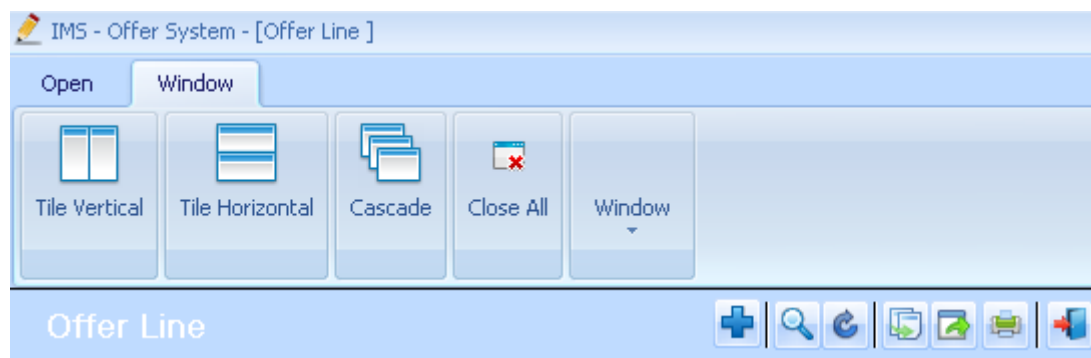 IMS - Offer System - [Offer Line ]
Open Window
Tile Vertical Tile Horizontal Cascade Close All Window
Offer Line